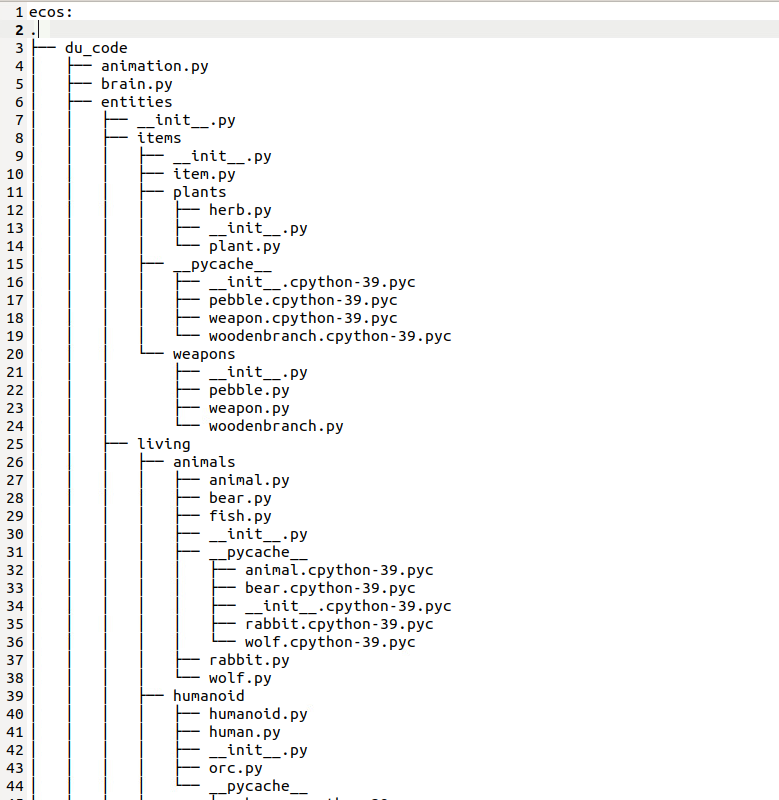 1 ecos:
2 .
3 ├── du_code
4 │   ├── animation.py
5 │   ├── brain.py
6 │   ├── entities
7 │   │   ├── __init__.py
8 │   │   ├── items
9 │   │   │   ├── __init__.py
10 │   │   │   ├── item.py
11 │   │   │   ├── plants
12 │   │   │   │   ├── herb.py
13 │   │   │   │   ├── __init__.py
14 │   │   │   │   └── plant.py
15 │   │   │   ├── __pycache__
16 │   │   │   │   ├── __init__.cpython-39.pyc
17 │   │   │   │   ├── pebble.cpython-39.pyc
18 │   │   │   │   ├── weapon.cpython-39.pyc
19 │   │   │   │   └── woodenbranch.cpython-39.pyc
20 │   │   │   └── weapons
21 │   │   │       ├── __init__.py
22 │   │   │       ├── pebble.py
23 │   │   │       ├── weapon.py
24 │   │   │       └── woodenbranch.py
25 │   │   ├── living
26 │   │   │   ├── animals
27 │   │   │   │   ├── animal.py
28 │   │   │   │   ├── bear.py
29 │   │   │   │   ├── fish.py
30 │   │   │   │   ├── __init__.py
31 │   │   │   │   ├── __pycache__
32 │   │   │   │   │   ├── animal.cpython-39.pyc
33 │   │   │   │   │   ├── bear.cpython-39.pyc
34 │   │   │   │   │   ├── __init__.cpython-39.pyc
35 │   │   │   │   │   ├── rabbit.cpython-39.pyc
36 │   │   │   │   │   └── wolf.cpython-39.pyc
37 │   │   │   │   ├── rabbit.py
38 │   │   │   │   └── wolf.py
39 │   │   │   ├── humanoid
40 │   │   │   │   ├── humanoid.py
41 │   │   │   │   ├── human.py
42 │   │   │   │   ├── __init__.py
43 │   │   │   │   ├── orc.py
44 │   │   │   │   └── __pycache__